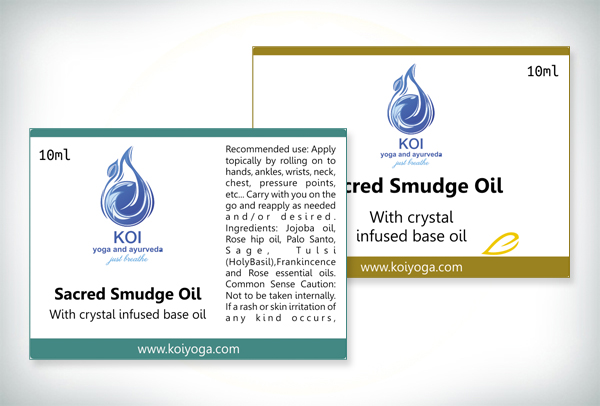 10ml
KOI
yoga and ayurveda
just breathe
Sacred Smudge Oil
With crystal infused base oil
Recommended use: Apply
topically by rolling on to
hands, ankles, wrists, neck,
chest, pressure points,
etc... Carry with you on the
go and reapply as needed
and/or desired.
Ingredients: Jojoba oil,
Rose hip oil, Palo Santo,
Sage, Tulsi
(HolyBasil),Frankincence
and Rose essential oils.
Common Sense Caution:
Not to be taken internally.
If a rash or skin irritation of
any kind occurs,
www.koiyoga.com
10ml
KOI
yoga and ayurveda
just breathe
cred Smudge Oil
With crystal
infused base oil
www.koiyoga.com